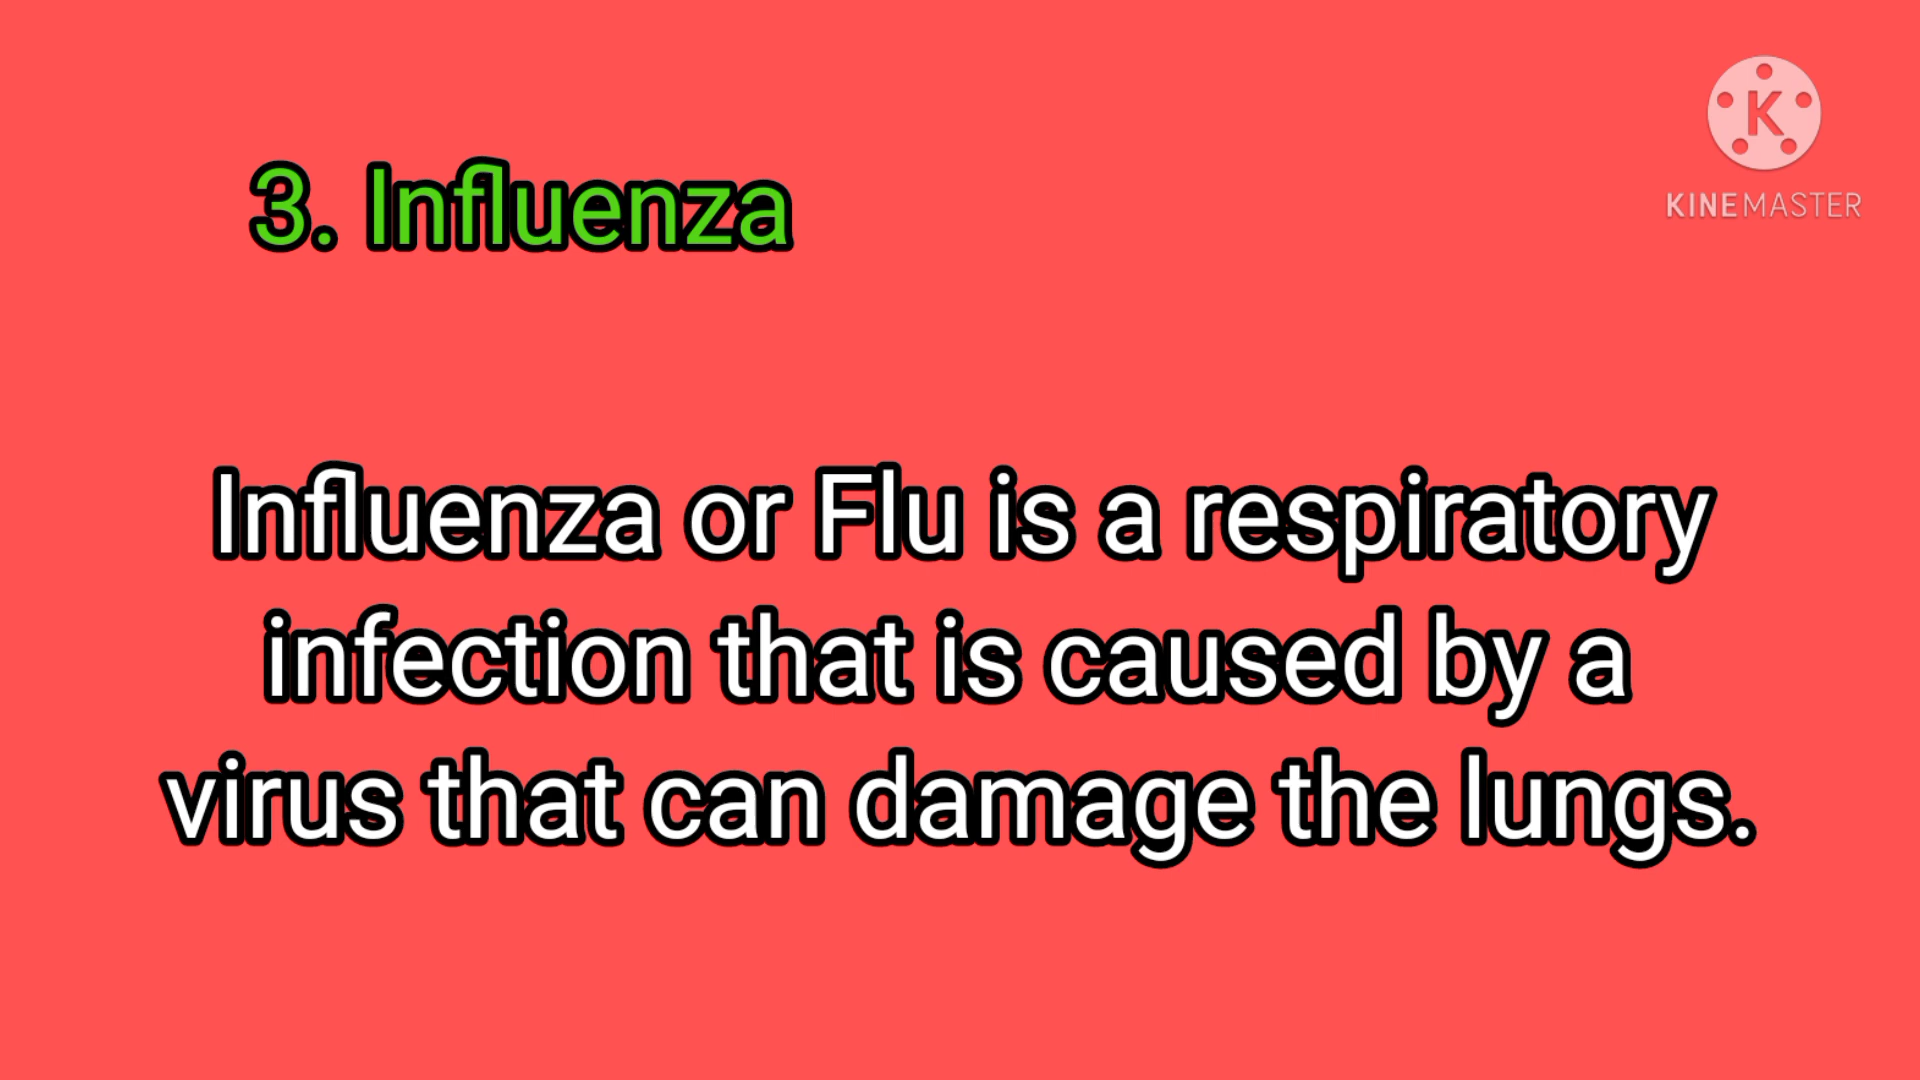 K
KINEMASTER
3. Influenza
Influenza or Flu is a respiratory
infection that is caused by a
virus that can damage the lungs.